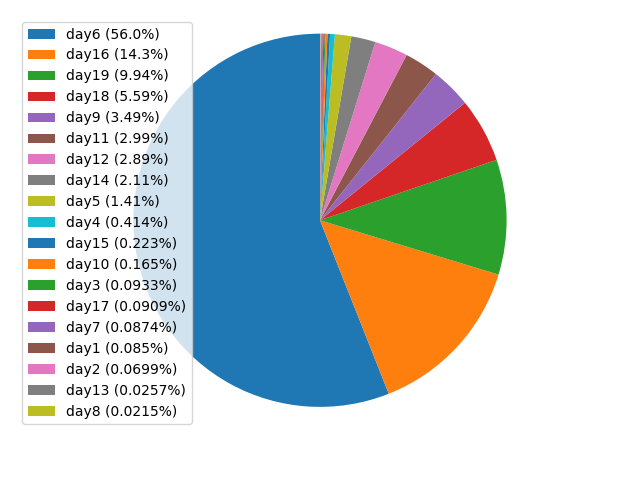 day6 (56.0%)
day16 (14.3%)
day19 (9.94%)
day18 (5.59%)
day9 (3.49%)
day11 (2.99%)
day12 (2.89%)
day14 (2.11%)
day5 (1.41%)
day4 (0.414%)
day15 (0.223%)
day10 (0.165%)
day3 (0.0933%)
day17 (0.0909%)
day7 (0.0874%)
day1 (0.085%)
day2 (0.0699%)
day13 (0.0257%)
day8 (0.0215%)